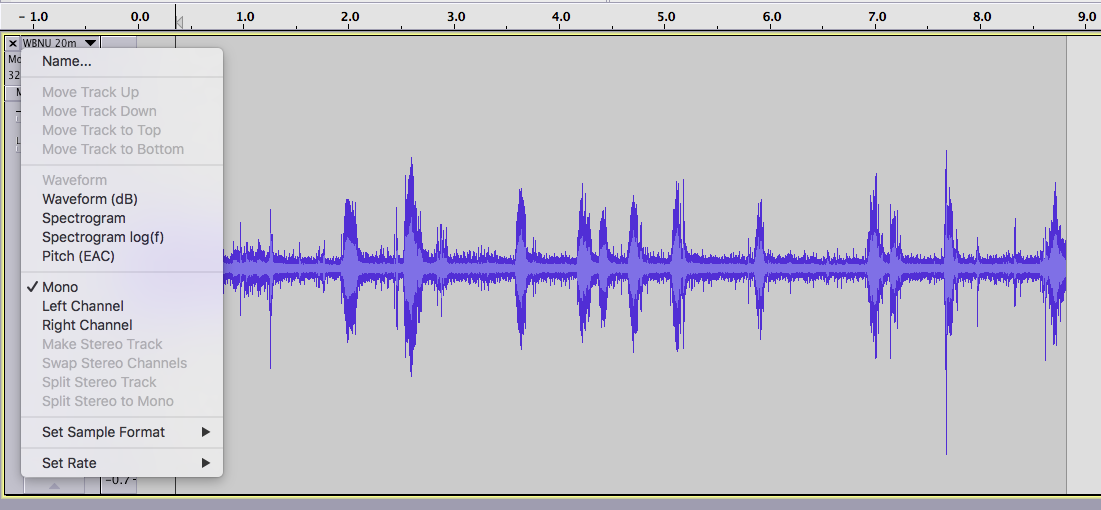 - 1.0 0.0 1.0 2.0 3.0 4.0 5.0 6.0 7.0 8.0 9.0
WBNU 20m
Mo
32
M
Name...
Move Track Up
Move Track Down
Move Track to Top
Move Track to Bottom
Waveform
Waveform (dB)
Spectrogram
Spectrogram log(f)
Pitch (EAC)
Mono
Left Channel
Right Channel
Make Stereo Track
Swap Stereo Channels
Split Stereo Track
Split Stereo to Mono
Set Sample Format
Set Rate
-0.7-